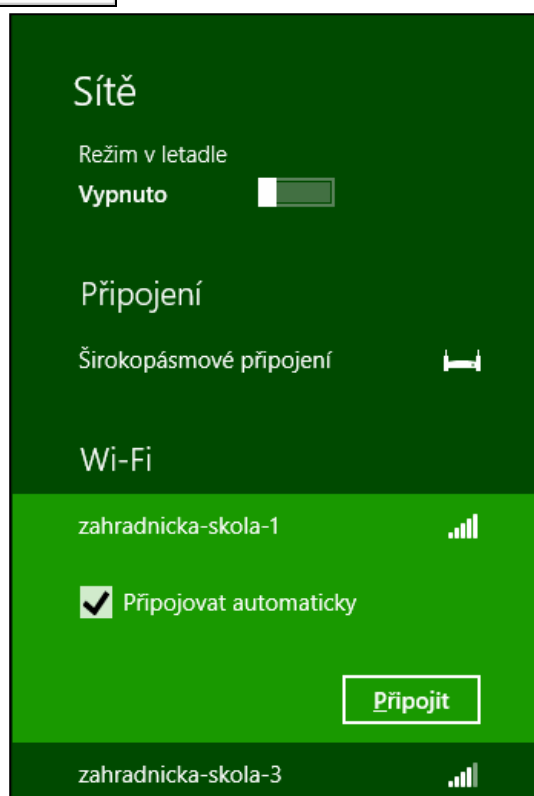 Sítě
Režim v letadle
Vypnuto
Připojení
Širokopásmové připojení
Wi-Fi
zahradnicka-skola-1
Připojovat automaticky
Připojit
zahradnicka-skola-3